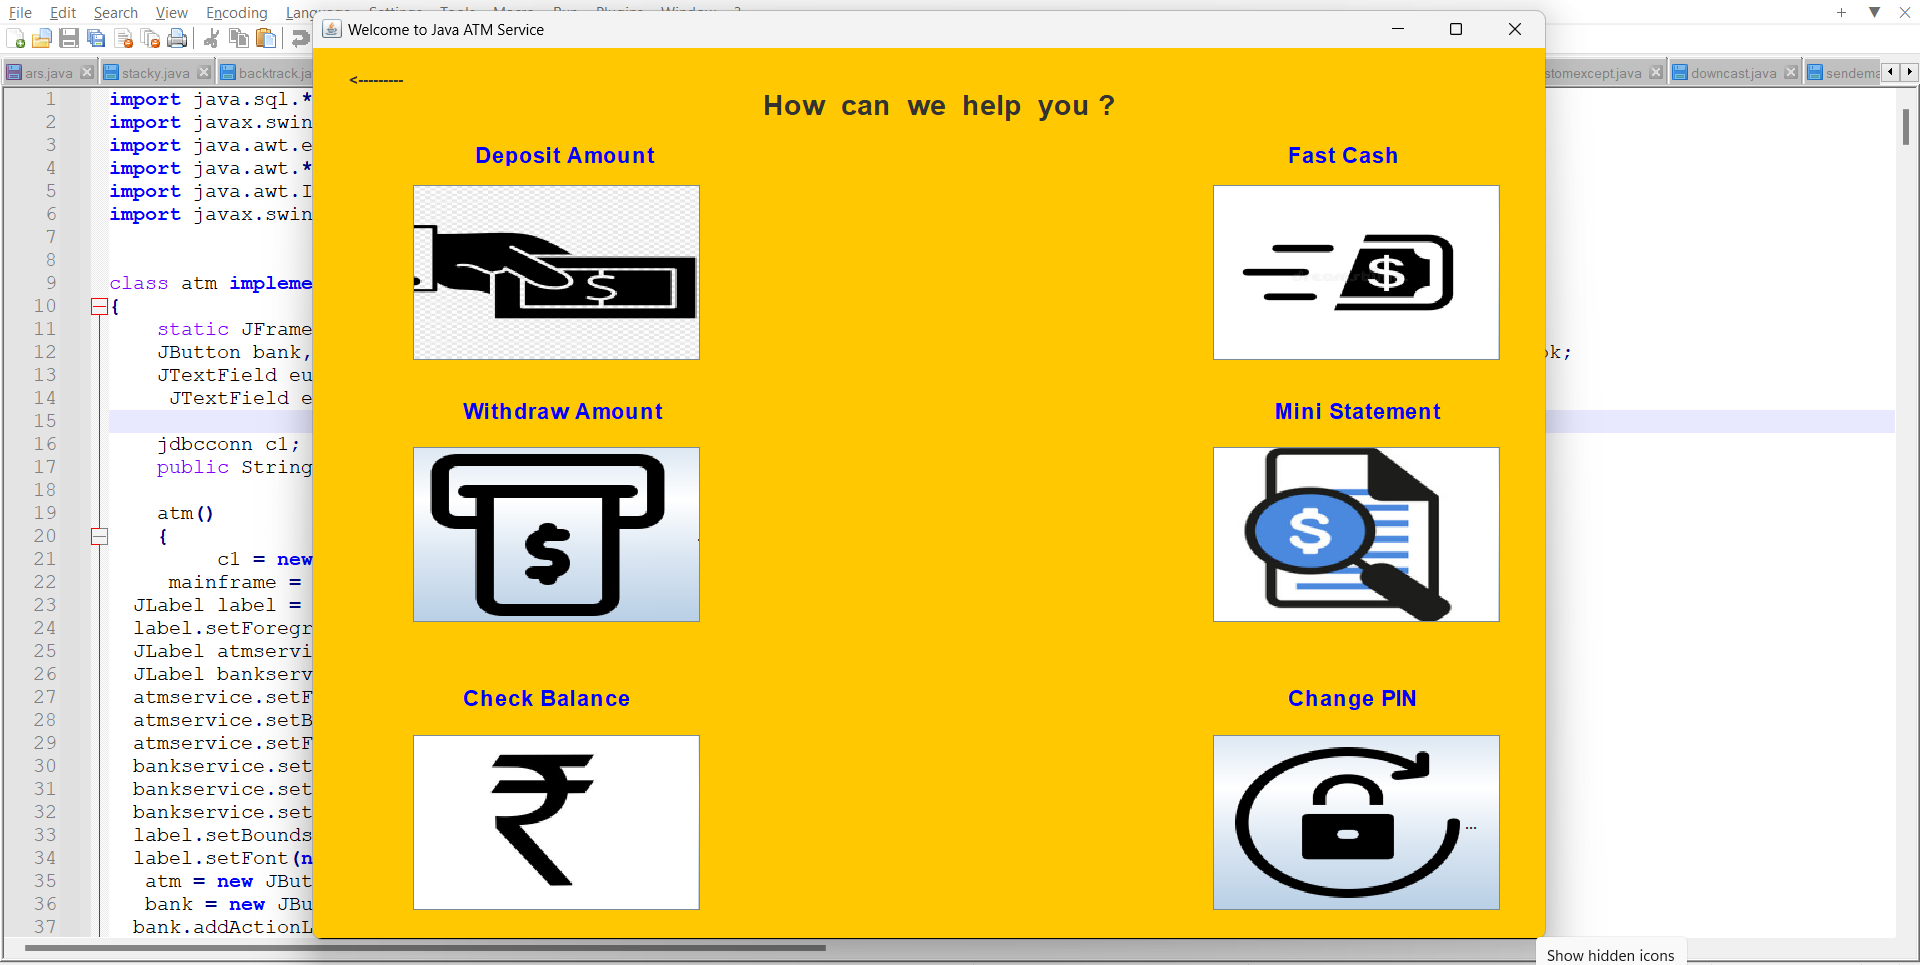 File Edit Search View Encoding
Welcome to Java ATM Service
ars.java stacky.java backtrack.ja
stomexcept.java downcast.java sendema
<---------
How can we help you ?
Deposit Amount
Fast Cash
Withdraw Amount
Mini Statement
Check Balance
Change PIN
...
1 import java.sql.*
2 import javax.swin
3 import java.awt.e
4 import java.awt.*
5 import java.awt.I
6 import javax.swin
7
8
9 class atm impleme
10 {
11 static JFrame
12 JButton bank, ok;
13 JTextField eu
14 JTextField e
15
16 jdbcconn c1;
17 public String
18
19 atm()
20 {
21 c1 = new
22 mainframe =
23 JLabel label =
24 label.setForegr
25 JLabel atmservi
26 JLabel bankserv
27 atmservice.setF
28 atmservice.setB
29 atmservice.setF
30 bankservice.set
31 bankservice.set
32 bankservice.set
33 label.setBounds
34 label.setFont(n
35 atm = new JBut
36 bank = new JBu
37 bank.addActionL
Show hidden icons